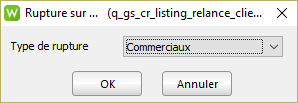 W Rupture sur ... (q_gs_cr_listing_relance_clie...
Type de rupture Commerciaux
OK Annuler